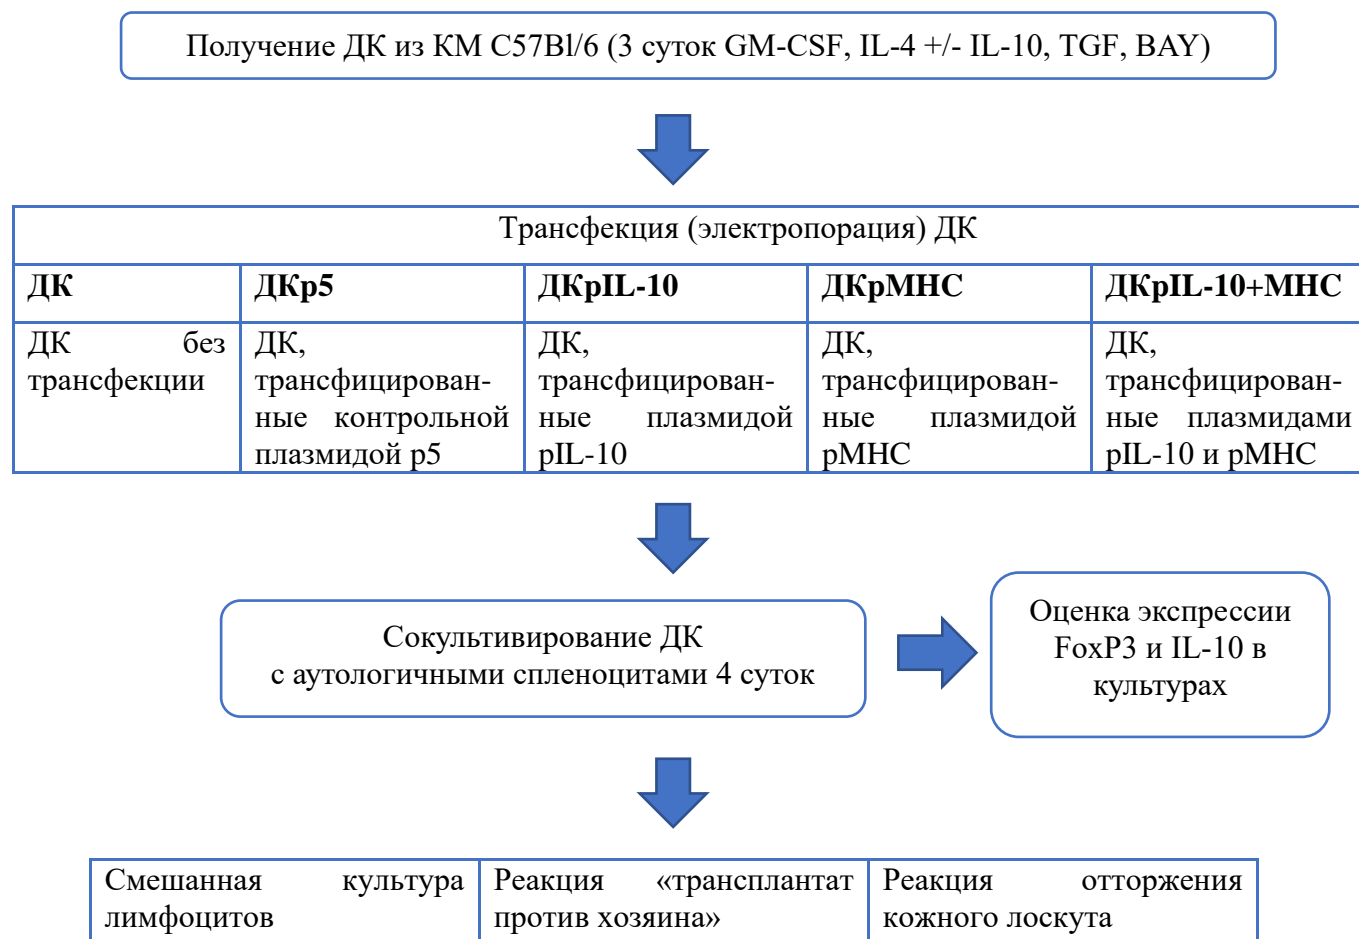 Получение ДК из КМ C57Bl/6 (3 суток GM-CSF, IL-4 +/- IL-10, TGF, BAY)
Трансфекция (электропорация) ДК
ДК
ДКp5
ДКpIL-10
ДКpMHC
ДКpIL-10+MHC
ДК без
трансфекции
ДК,
трансфицирован-
ные контрольной
плазмидой p5
ДК,
трансфицирован-
ные плазмидой
pIL-10
ДК,
трансфицирован-
ные плазмидой
pMHC
ДК,
трансфицирован-
ные плазмидами
pIL-10 и pMHC
Сокультивирование ДК
с аутологичными спленоцитами 4 суток
Оценка экспрессии
FoxP3 и IL-10 в
культурах
Смешанная культура
лимфоцитов
Реакция «трансплантат
против хозяина»
Реакция отторжения
кожного лоскута